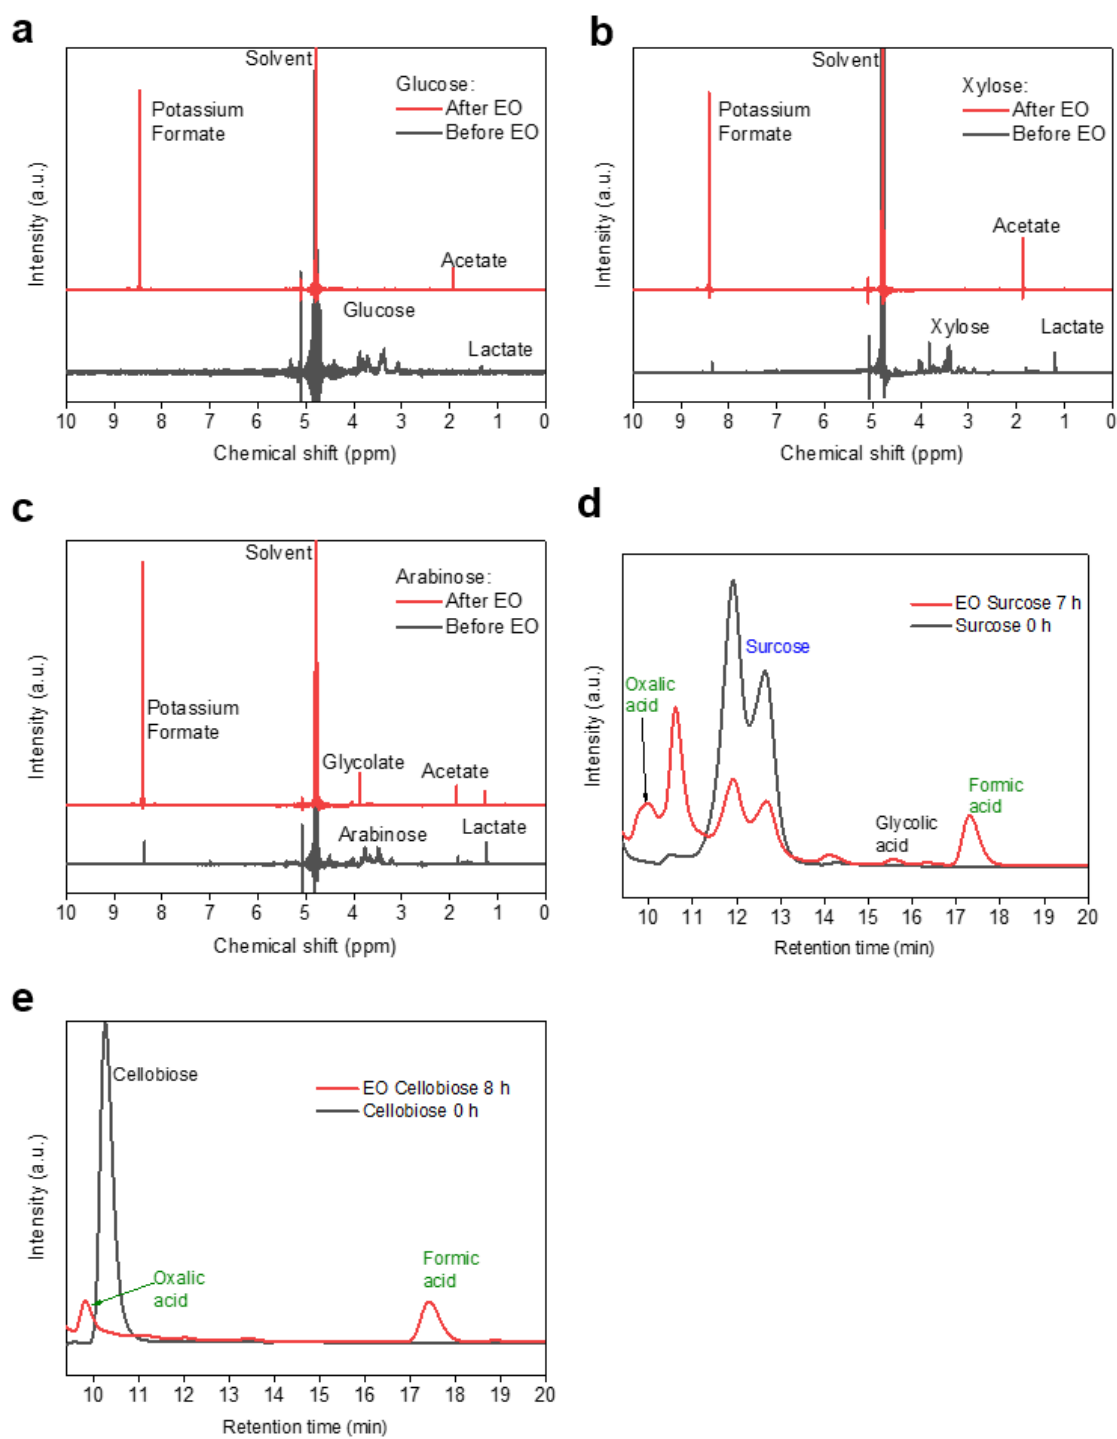 a
Solvent
Glucose:
After EO
Before EO
Potassium
Formate
Acetate
Glucose
Lactate
Intensity (a.u.)
10 9 8 7 6 5 4 3 2 1 0
Chemical shift (ppm)
b
Solvent
Xylose:
After EO
Before EO
Potassium
Formate
Acetate
Xylose
Lactate
Intensity (a.u.)
10 9 8 7 6 5 4 3 2 1 0
Chemical shift (ppm)
c
Solvent
Arabinose:
After EO
Before EO
Potassium
Formate
Glycolate
Acetate
Arabinose
Lactate
Intensity (a.u.)
10 9 8 7 6 5 4 3 2 1 0
Chemical shift (ppm)
d
EO Surcose 7 h
Surcose 0 h
Surcose
Oxalic
acid
Formic
acid
Glycolic
acid
Intensity (a.u.)
10 11 12 13 14 15 16 17 18 19 20
Retention time (min)
e
Cellobiose
EO Cellobiose 8 h
Cellobiose 0 h
Oxalic
acid
Formic
acid
Intensity (a.u.)
10 11 12 13 14 15 16 17 18 19 20
Retention time (min)